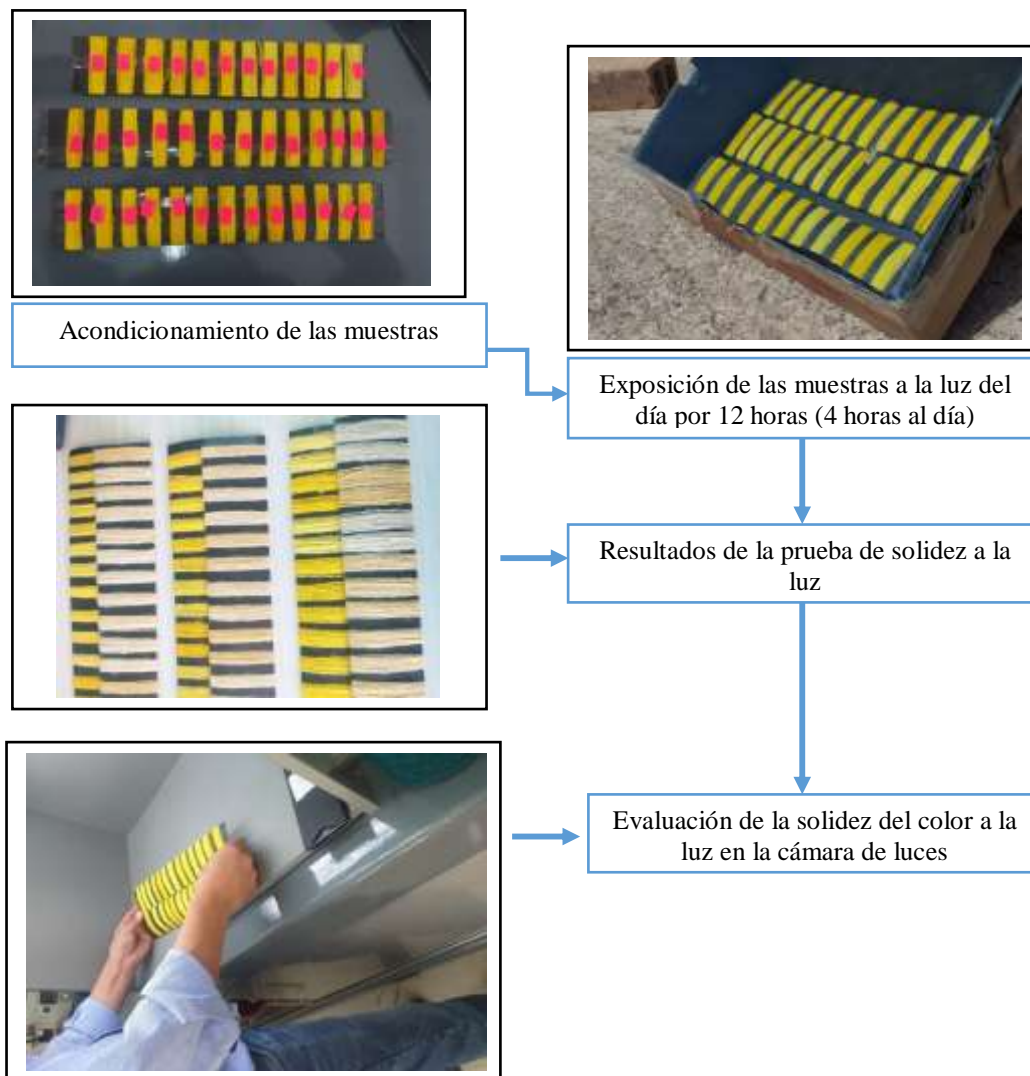 Acondicionamiento de las muestras
Exposición de las muestras a la luz del
día por 12 horas (4 horas al día)
Resultados de la prueba de solidez a la
luz
Evaluación de la solidez del color a la
luz en la cámara de luces